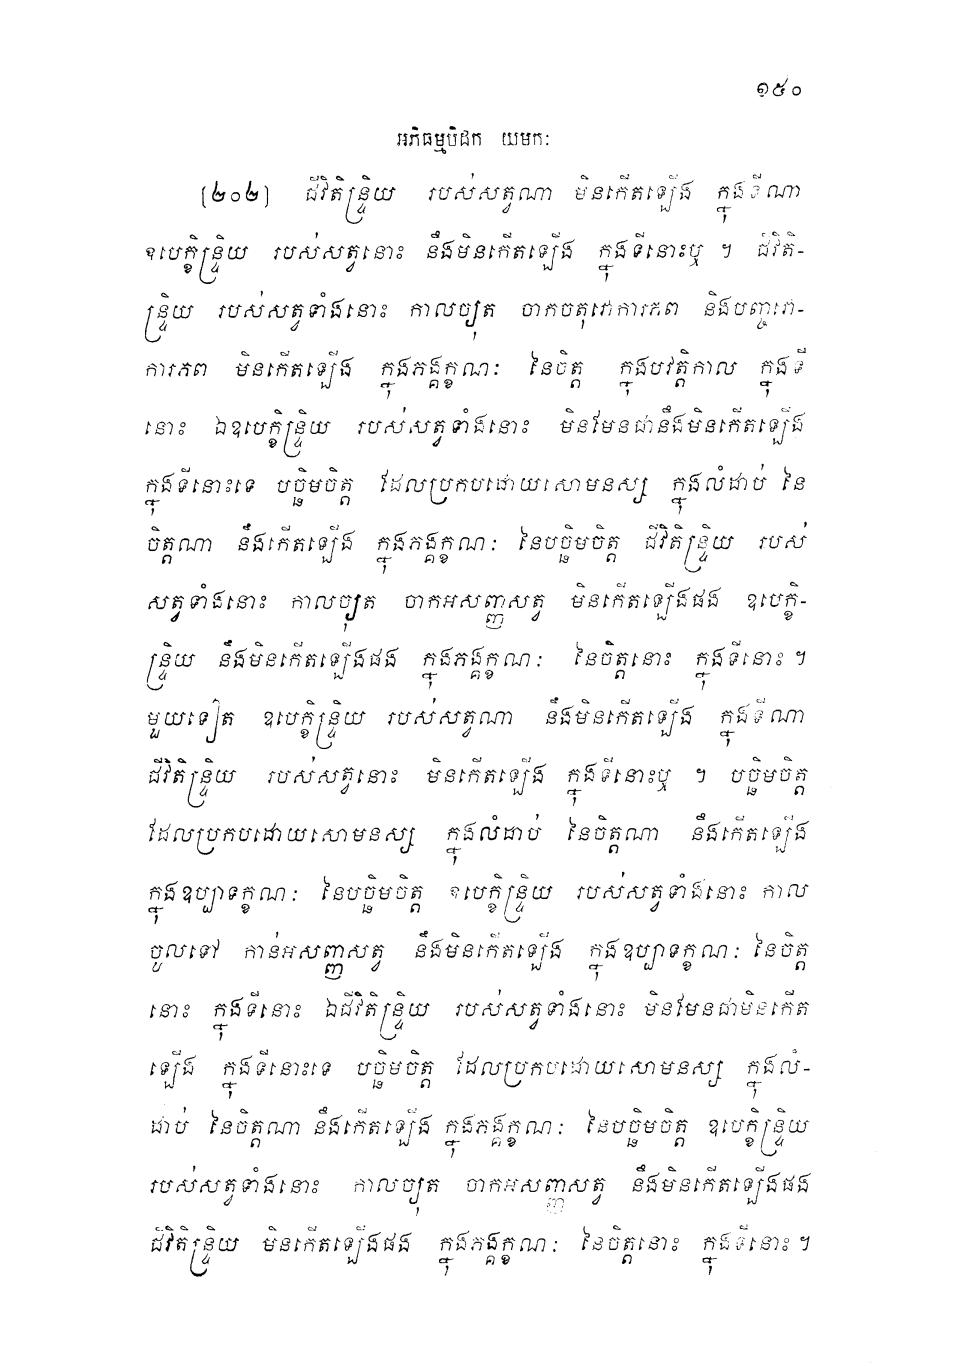 ១៥០
អភិធម្មបិដក យមកៈ
(២០២) ជីវិតិន្ទ្រិយ របស់សត្វណា មិនកើតឡើង ក្នុងទីណា
ឧបេក្ខិន្ទ្រិយ របស់សត្វនោះ នឹងមិនកើតឡើង ក្នុងទីនោះឬ ។ ជីវិតិ-
ន្ទ្រិយ របស់សត្វទាំងនោះ កាលច្យុត ចាកចតុវោការភព និងបញ្ចវោ-
ការភព មិនកើតឡើង ក្នុងភង្គក្ខណៈ នៃចិត្ត ក្នុងបវត្តិកាល ក្នុងទី
នោះ ឯឧបេក្ខិន្ទ្រិយ របស់សត្វទាំងនោះ មិនមែនជានឹងមិនកើតឡើង
ក្នុងទីនោះទេ បច្ឆិមចិត្ត ដែលប្រកបដោយសោមនស្ស ក្នុងលំដាប់ នៃ
ចិត្តណា នឹងកើតឡើង ក្នុងភង្គក្ខណៈ នៃបច្ឆិមចិត្ត ជីវិតិន្ទ្រិយ របស់
សត្វទាំងនោះ កាលច្យុត ចាកអសញ្ញសត្វ មិនកើតឡើងផង ឧបេក្ខិ-
ន្ទ្រិយ នឹងមិនកើតឡើងផង ក្នុងភង្គក្ខណៈ នៃចិត្តនោះ ក្នុងទីនោះ ។
មួយទៀត ឧបេក្ខិន្ទ្រិយ របស់សត្វណា នឹងមិនកើតឡើង ក្នុងទីណា
ជីវិតិន្ទ្រិយ របស់សត្វនោះ មិនកើតឡើង ក្នុងទីនោះឬ ។ បច្ឆិមចិត្ត
ដែលប្រកបដោយសោមនស្ស ក្នុងលំដាប់ នៃចិត្តណា នឹងកើតឡើង
ក្នុងឧប្បាទក្ខណៈ នៃបច្ឆិមចិត្ត ឧបេក្ខិន្ទ្រិយ របស់សត្វទាំងនោះ កាល
ចូលទៅ កាន់អសញ្ញសត្វ នឹងមិនកើតឡើង ក្នុងឧប្បាទក្ខណៈ នៃចិត្ត
នោះ ក្នុងទីនោះ ឯជីវិតិន្ទ្រិយ របស់សត្វទាំងនោះ មិនមែនជាមិនកើត
ឡើង ក្នុងទីនោះទេ បច្ឆិមចិត្ត ដែលប្រកបដោយសោមនស្ស ក្នុងលំ-
ដាប់ នៃចិត្តណា នឹងកើតឡើង ក្នុងភង្គក្ខណៈ នៃបច្ឆិមចិត្ត ឧបេក្ខិន្ទ្រិយ
របស់សត្វទាំងនោះ កាលច្យុត ចាកអសញ្ញសត្វ នឹងមិនកើតឡើងផង
ជីវិតិន្ទ្រិយ មិនកើតឡើងផង ក្នុងភង្គក្ខណៈ នៃចិត្តនោះ ក្នុងទីនោះ ។